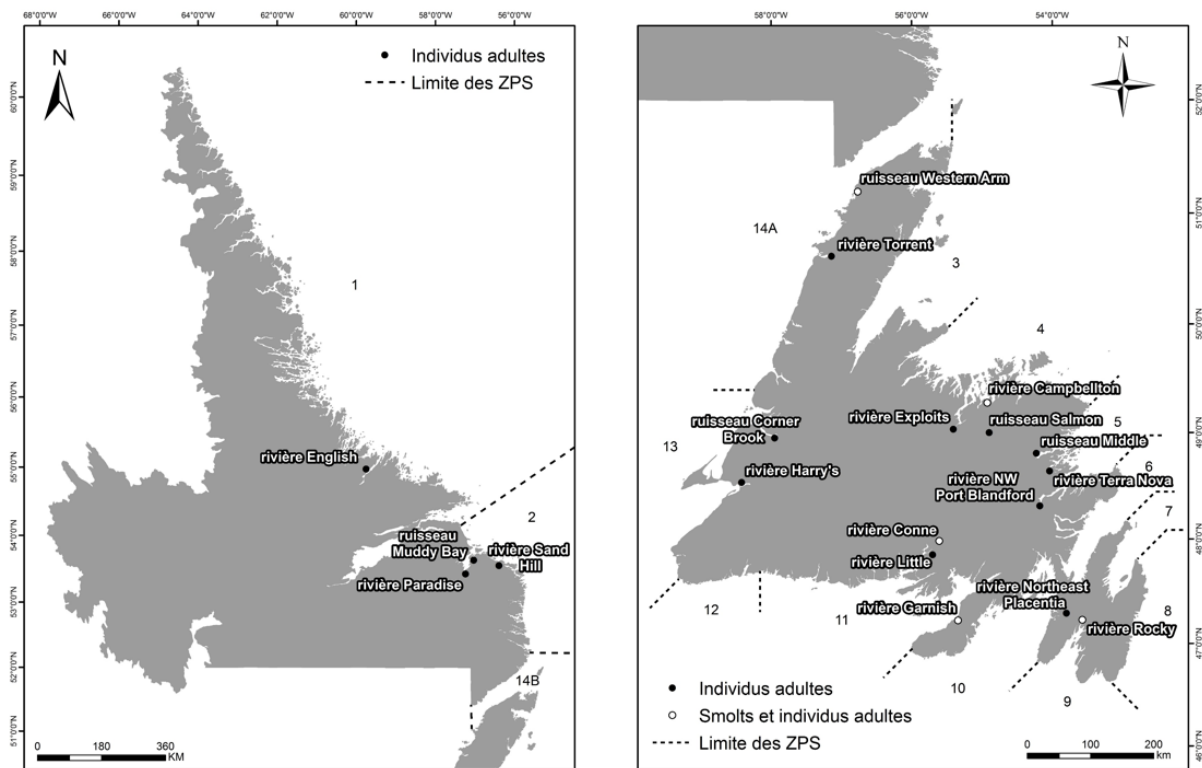 68°0'0"W 66°0'0"W 64°0'0"W 62°0'0"W 60°0'0"W 58°0'0"W 56°0'0"W
N
Individus adultes
Limite des ZPS
60°0'0"N
59°0'0"N
58°0'0"N
57°0'0"N
56°0'0"N
55°0'0"N
54°0'0"N
53°0'0"N
52°0'0"N
51°0'0"N
1
rivière English
2
ruisseau
Muddy Bay
rivière Sand
Hill
rivière Paradise
14B
0 180 360
KM
58°0'0"W 56°0'0"W 54°0'0"W
N
52°0'0"N
51°0'0"N
50°0'0"N
49°0'0"N
48°0'0"N
47°0'0"N
46°0'0"N
ruisseau Western Arm
14A
rivière Torrent
3
4
rivière Campbellton
rivière Exploits
ruisseau Salmon
5
ruisseau Corner
Brook
ruisseau Middle
13
rivière Harry's
6
rivière Terra Nova
rivière NW
Port Blandford
7
rivière Conne
rivière Little
rivière Northeast
Placentia
12
11
rivière Garnish
8
rivière Rocky
10
9
Individus adultes
Smolts et individus adultes
Limite des ZPS
0 100 200
km